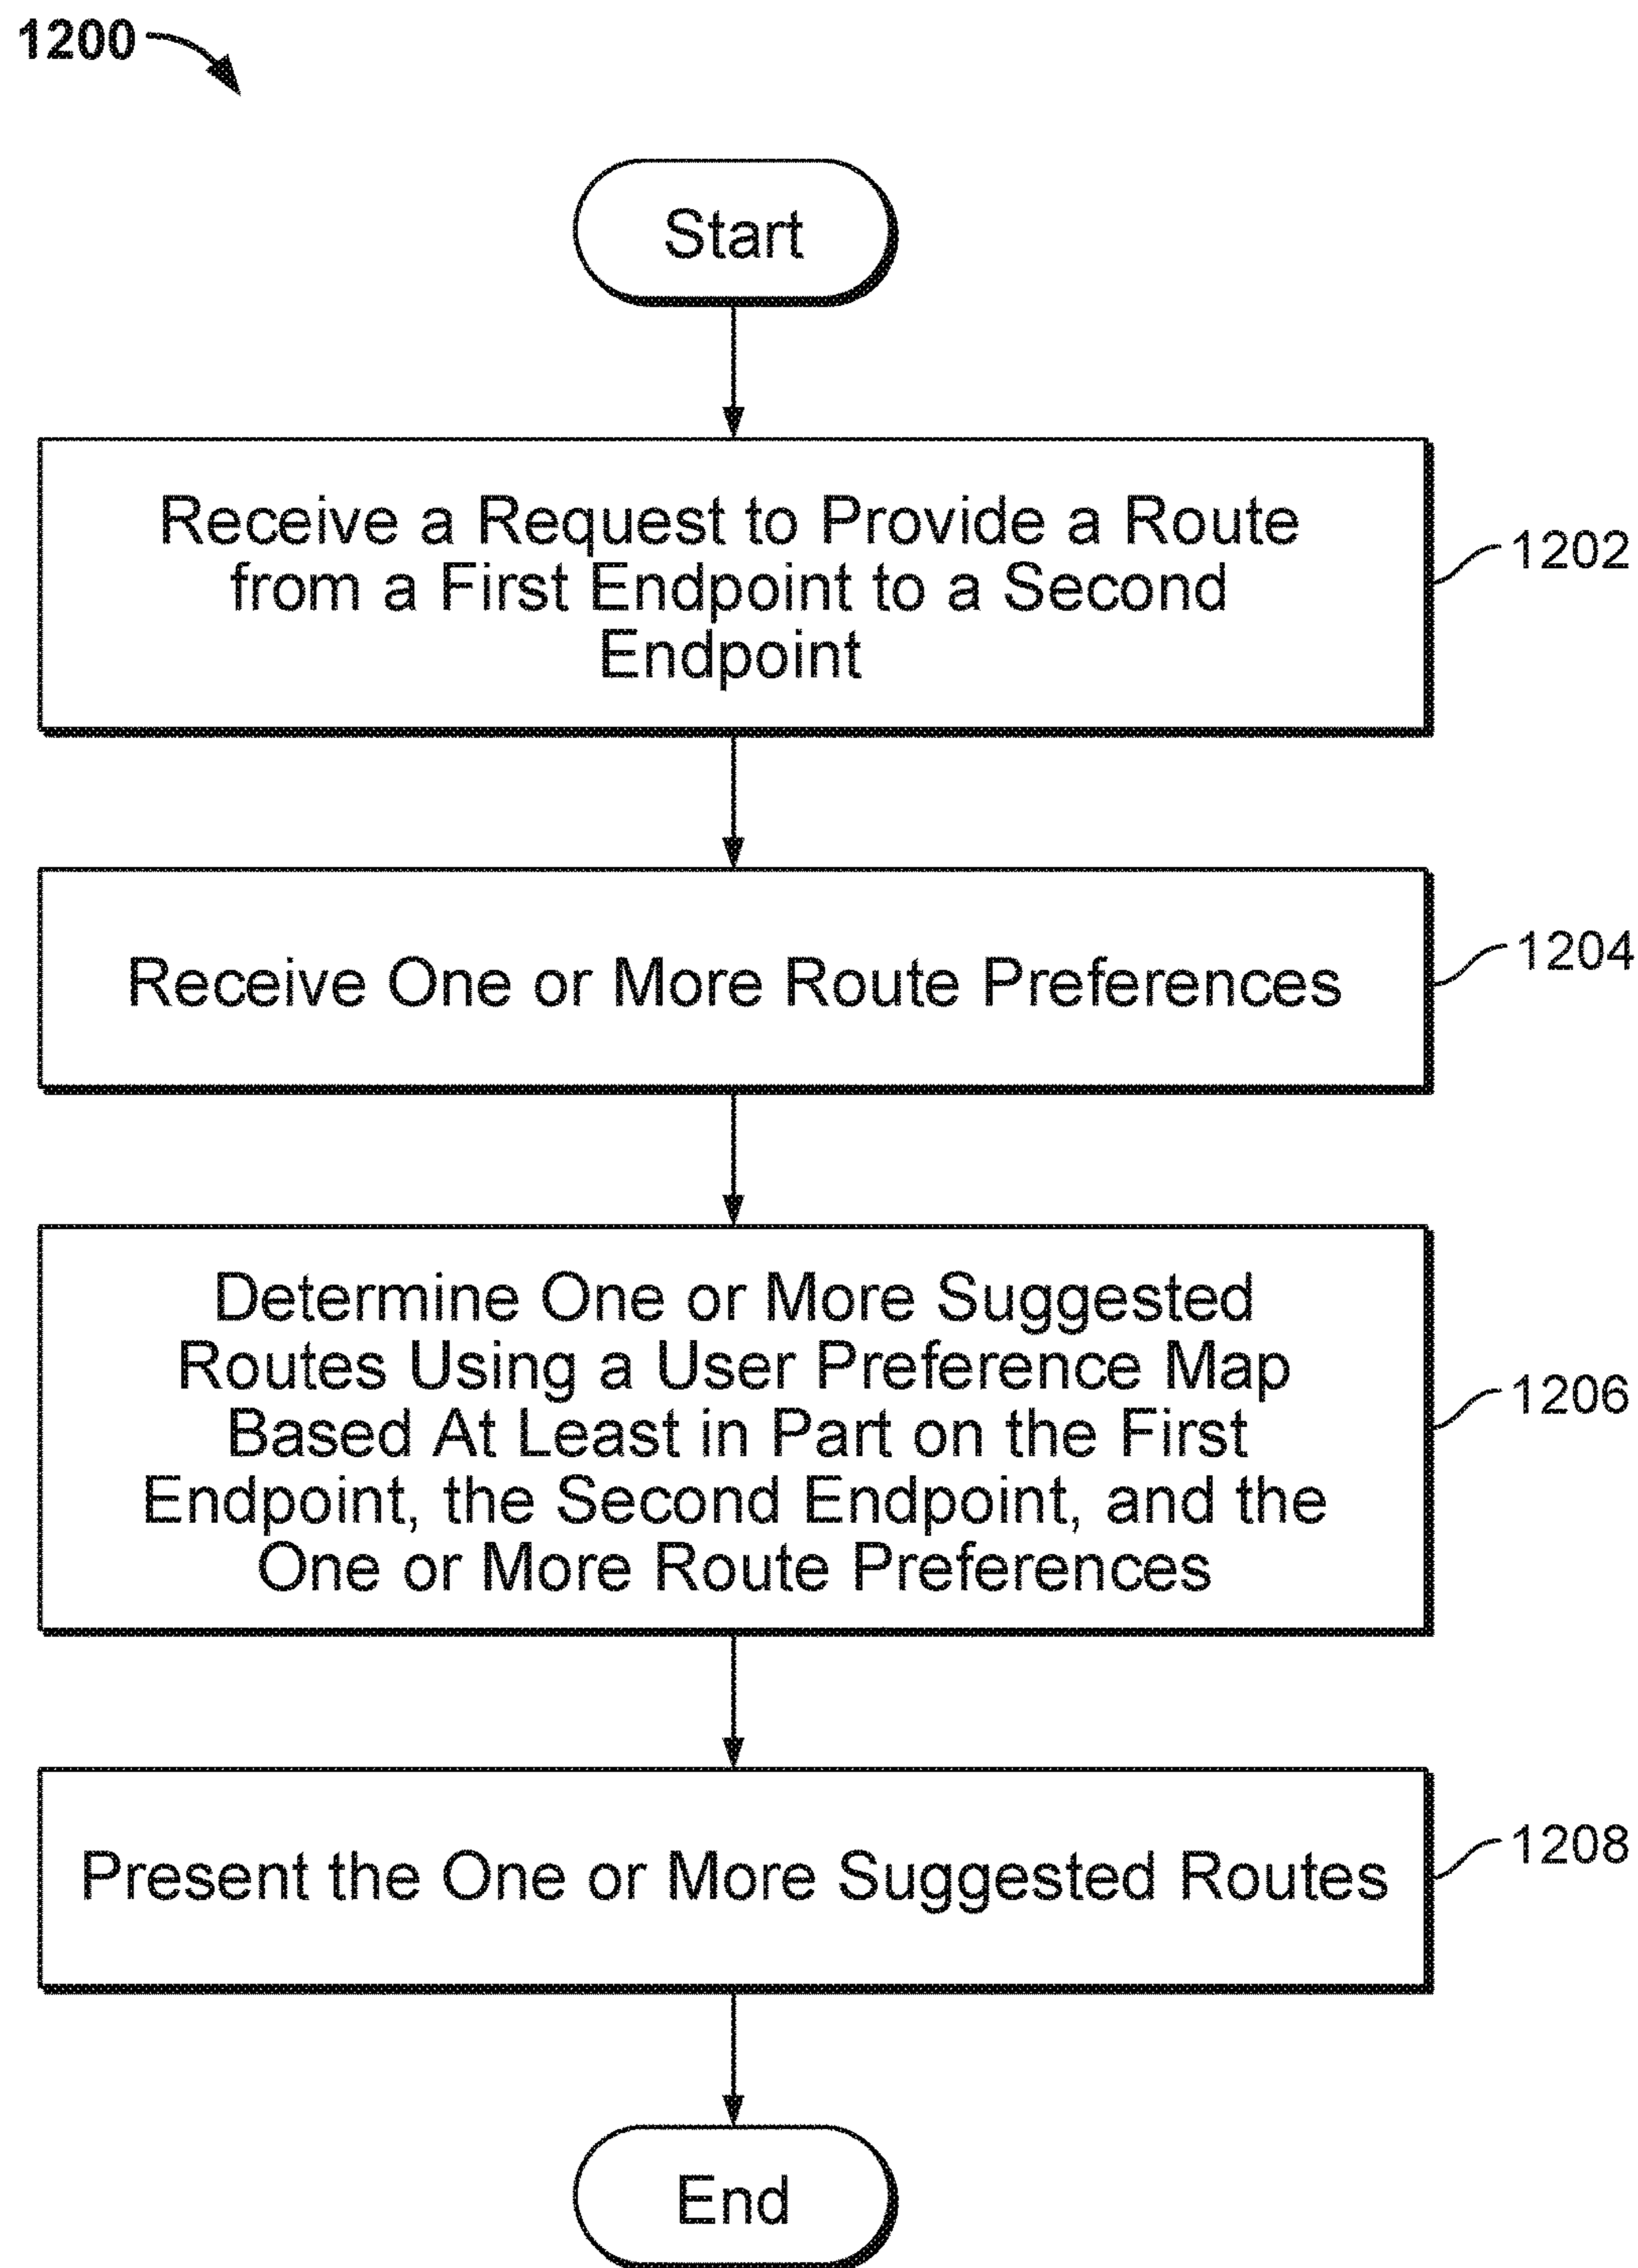 1200
Start
Receive a Request to Provide a Route
from a First Endpoint to a Second
Endpoint
1202
Receive One or More Route Preferences
1204
Determine One or More Suggested
Routes Using a User Preference Map
Based At Least in Part on the First
Endpoint, the Second Endpoint, and the
One or More Route Preferences
1206
Present the One or More Suggested Routes
1208
End